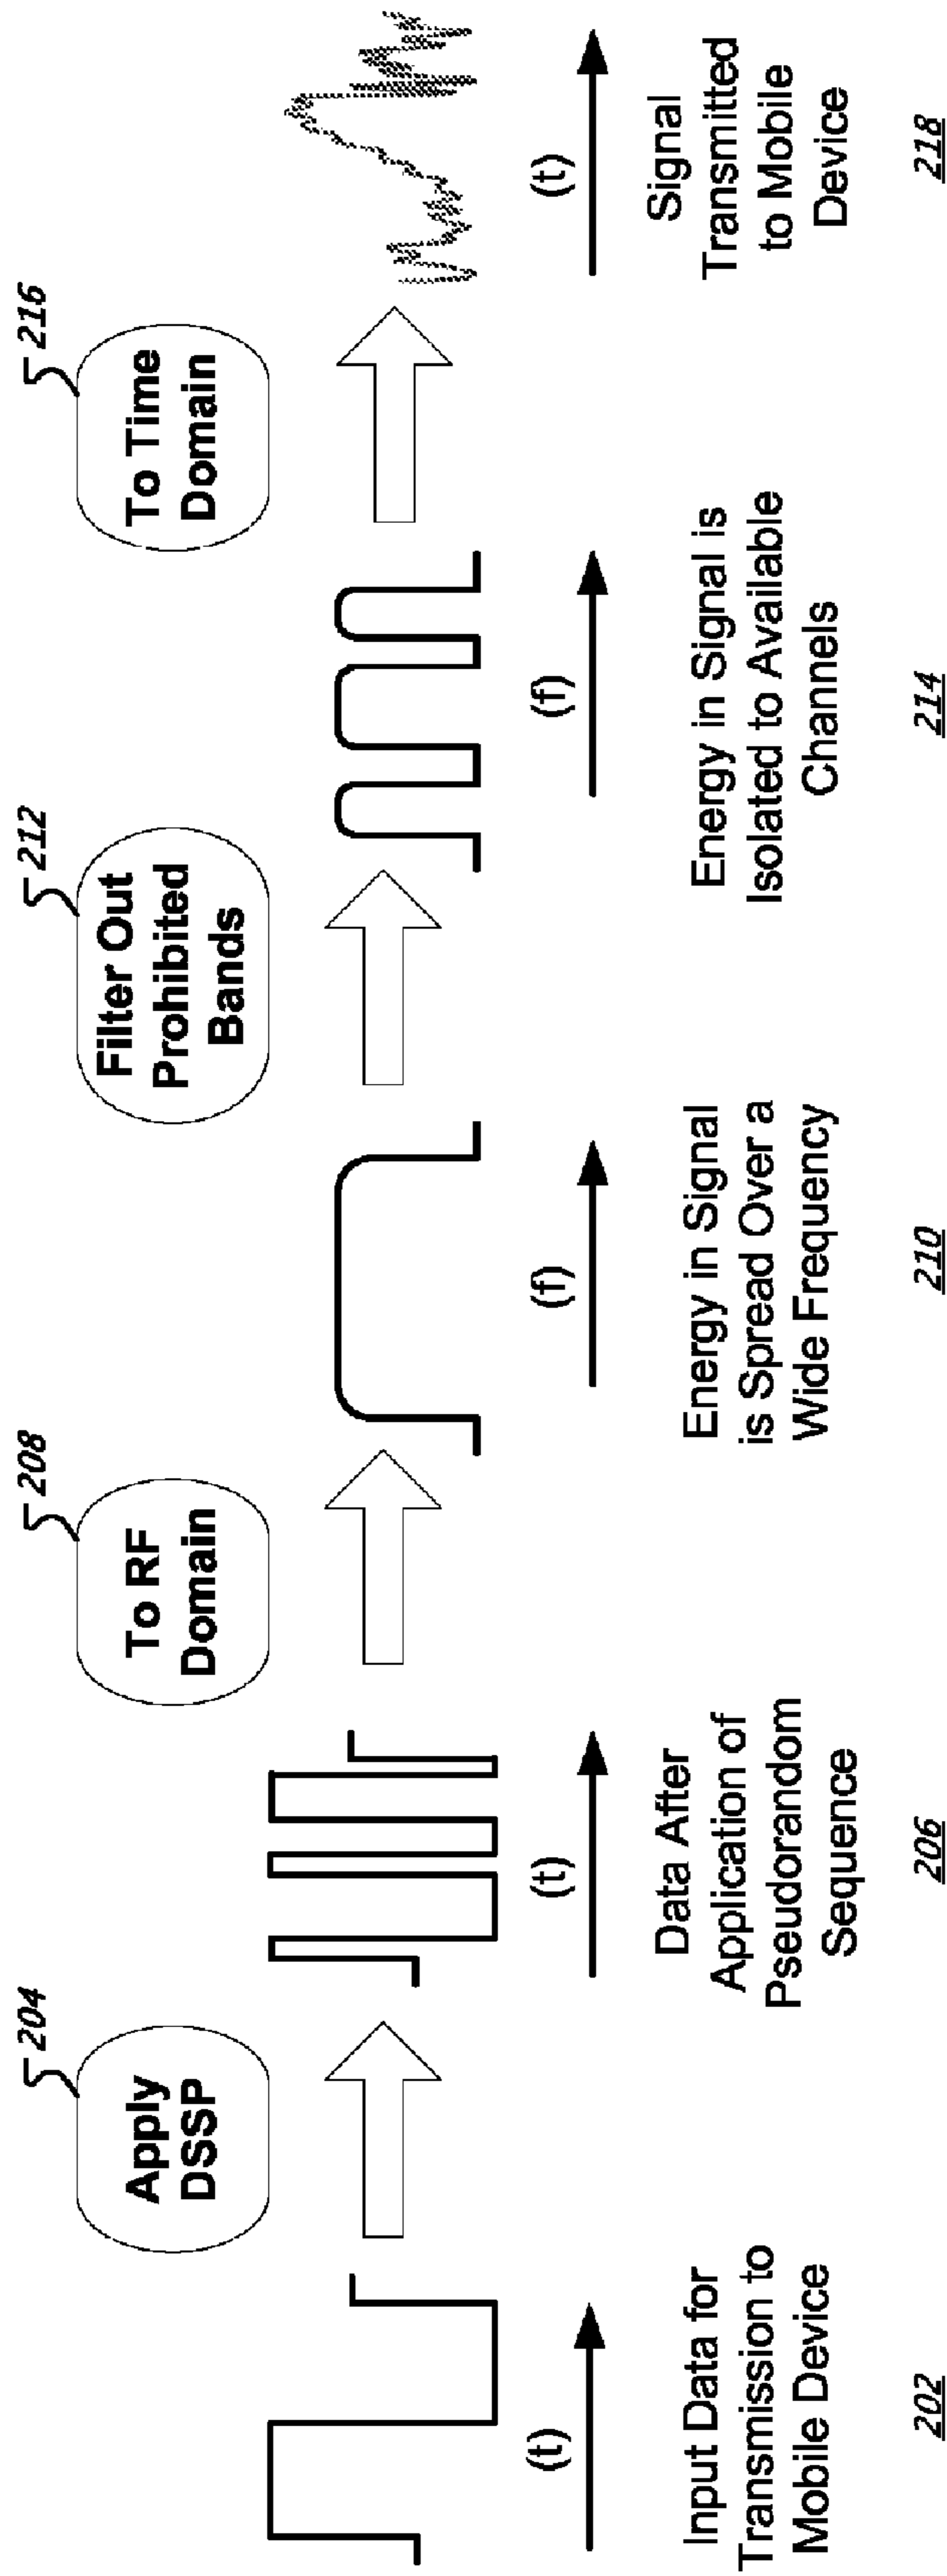 204
Apply
DSSP
208
To RF
Domain
212
Filter Out
Prohibited
Bands
216
To Time
Domain
(t)
(t)
(f)
(f)
(t)
Input Data for
Transmission to
Mobile Device
Data After
Application of
Pseudorandom
Sequence
Energy in Signal
is Spread Over a
Wide Frequency
Energy in Signal is
Isolated to Available
Channels
Signal
Transmitted
to Mobile
Device
202
206
210
214
218